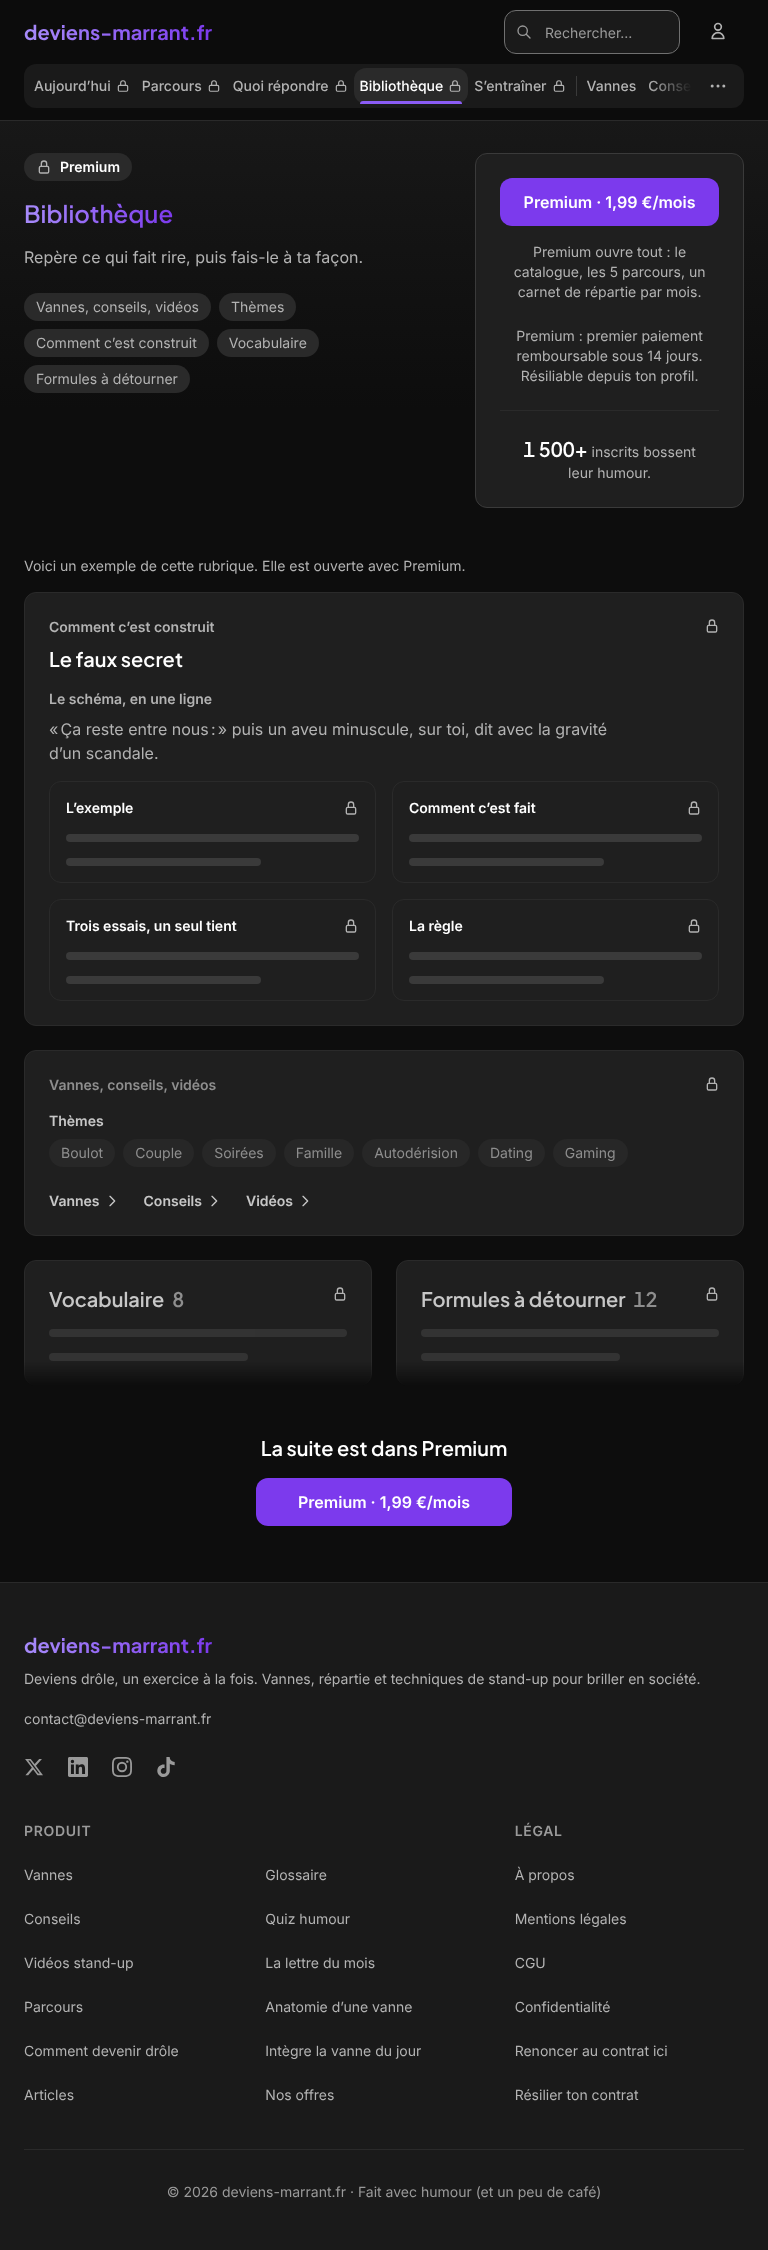 deviens-marrant.fr
Rechercher...
Aujourd’hui
Parcours
Quoi répondre
Bibliothèque
S’entraîner
Vannes
Conse
Premium
Bibliothèque
Repère ce qui fait rire, puis fais-le à ta façon.
Vannes, conseils, vidéos
Thèmes
Comment c’est construit
Vocabulaire
Formules à détourner
Premium · 1,99 €/mois
Premium ouvre tout : le
catalogue, les 5 parcours, un
carnet de répartie par mois.
Premium : premier paiement
remboursable sous 14 jours.
Résiliable depuis ton profil.
1 500+ inscrits bossent
leur humour.
Voici un exemple de cette rubrique. Elle est ouverte avec Premium.
Comment c’est construit
Le faux secret
Le schéma, en une ligne
« Ça reste entre nous : » puis un aveu minuscule, sur toi, dit avec la gravité
d’un scandale.
L’exemple
Comment c’est fait
Trois essais, un seul tient
La règle
Vannes, conseils, vidéos
Thèmes
Boulot
Couple
Soirées
Famille
Autodérision
Dating
Gaming
Vannes
Conseils
Vidéos
Vocabulaire 8
Formules à détourner 12
La suite est dans Premium
Premium · 1,99 €/mois
deviens-marrant.fr
Deviens drôle, un exercice à la fois. Vannes, répartie et techniques de stand-up pour briller en société.
contact@deviens-marrant.fr
PRODUIT
Vannes
Conseils
Vidéos stand-up
Parcours
Comment devenir drôle
Articles
Glossaire
Quiz humour
La lettre du mois
Anatomie d’une vanne
Intègre la vanne du jour
Nos offres
LÉGAL
À propos
Mentions légales
CGU
Confidentialité
Renoncer au contrat ici
Résilier ton contrat
© 2026 deviens-marrant.fr · Fait avec humour (et un peu de café)